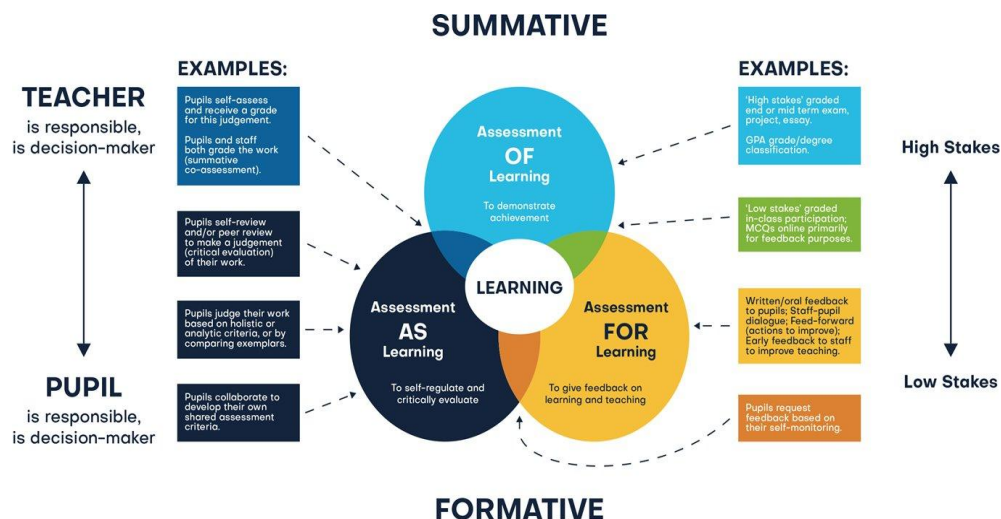 SUMMATIVE
TEACHER
is responsible,
is decision-maker
PUPIL
is responsible,
is decision-maker
EXAMPLES:
Pupils self-assess
and receive a grade
for this judgement.
Pupils and staff
both grade the work
(summative
co-assessment).
Pupils self-review
and/or peer review
to make a judgement
(critical evaluation)
of their work.
Pupils judge their work
based on holistic or
analytic criteria, or by
comparing exemplars.
Pupils collaborate to
develop their own
shared assessment
criteria.
Assessment
OF
Learning
To demonstrate
achievement
LEARNING
Assessment
AS
Learning
To self-regulate and
critically evaluate
Assessment
FOR
Learning
To give feedback on
learning and teaching
EXAMPLES:
'High stakes' graded
end or mid term exam,
project, essay.
GPA grade/degree
classification.
'Low stakes' graded
in-class participation;
MCQs online primarily
for feedback purposes.
Written/oral feedback
to pupils; Staff-pupil
dialogue; Feed-forward
(actions to improve);
Early feedback to staff
to improve teaching.
Pupils request
feedback based on
their self-monitoring.
High Stakes
Low Stakes
FORMATIVE